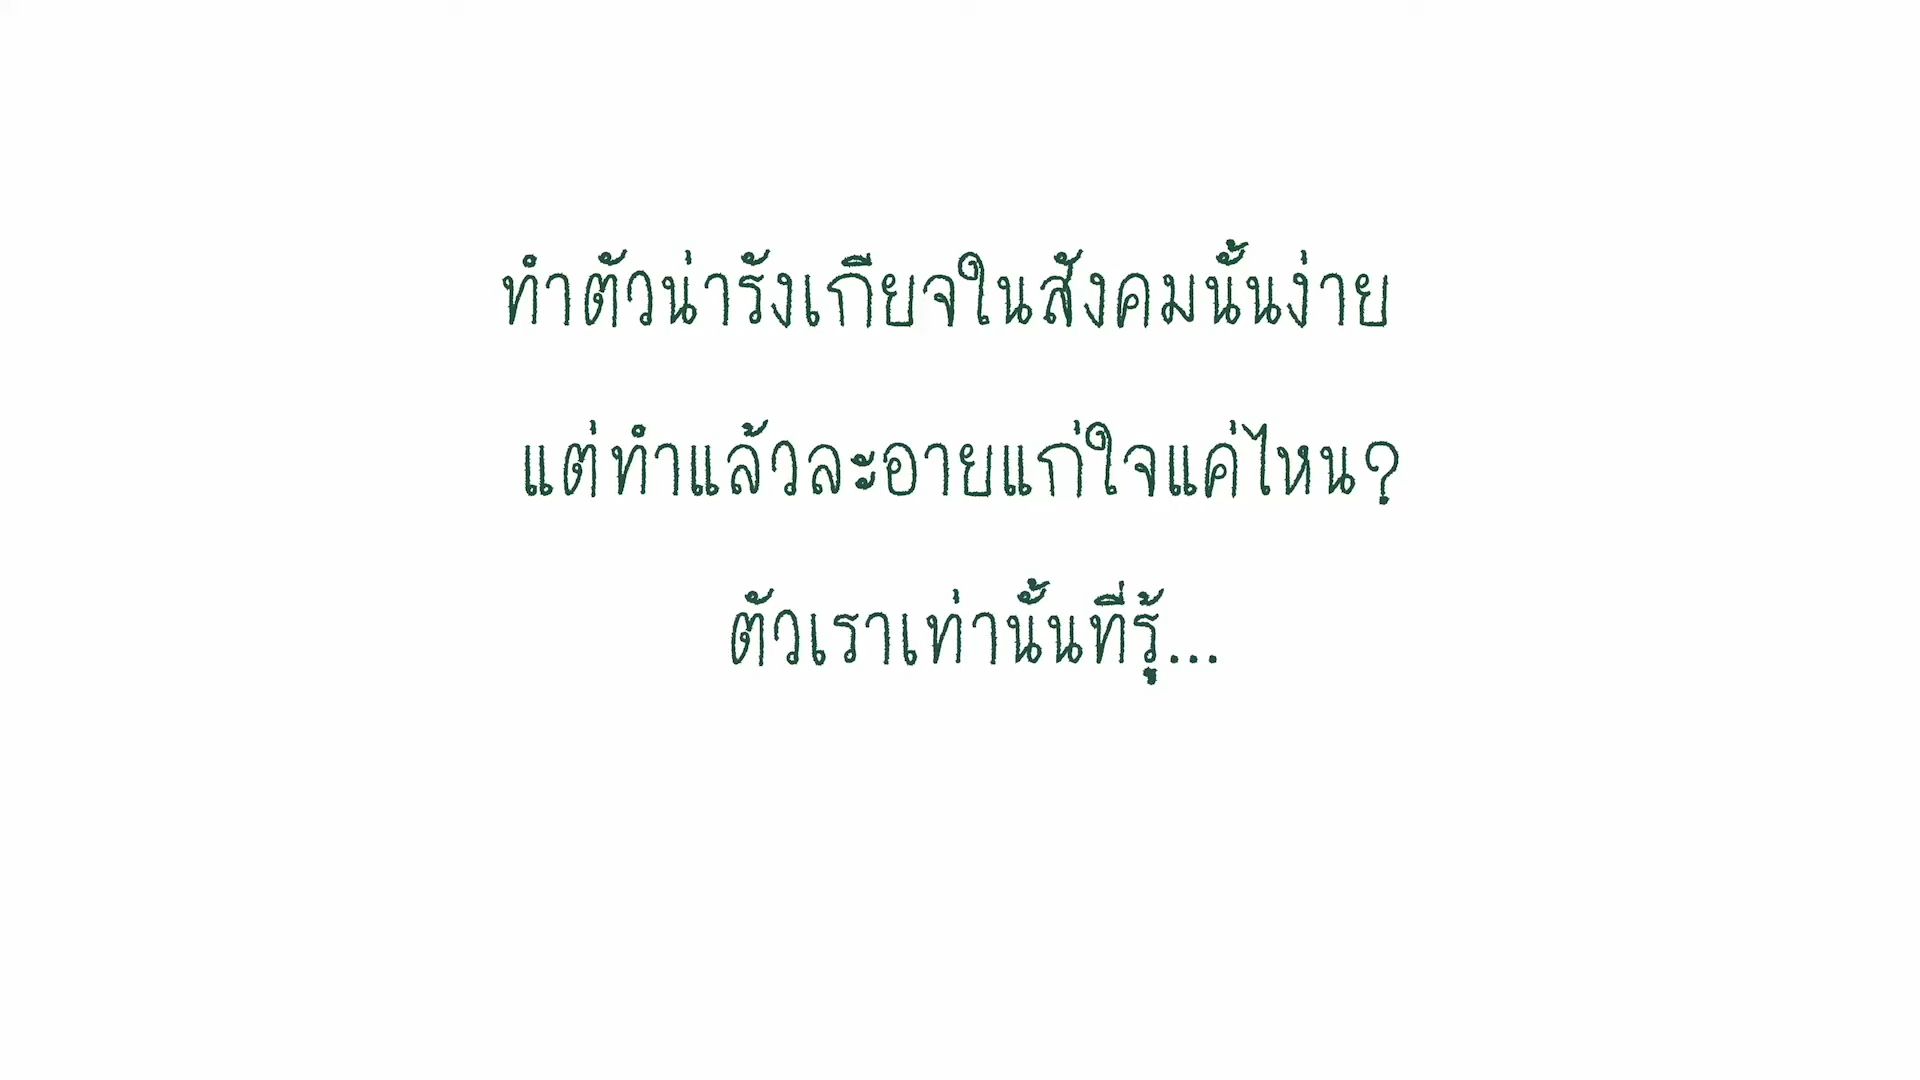 ทำตัวน่ารังเกียจในสังคมนั้นง่าย
แต่ทำแล้วละอายแก่ใจแค่ไหน?
ตัวเราเท่านั้นที่รู้...